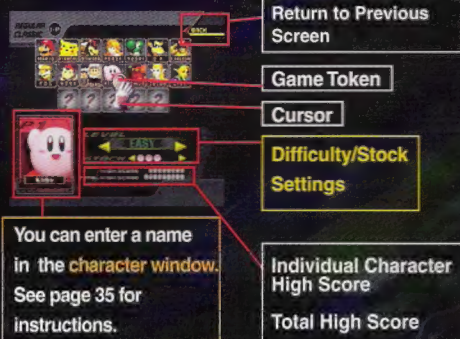 REGULAR
CLASSIC
BACK
Return to Previous
Screen
Game Token
Cursor
LEVEL
EASY
STOCK
Difficulty/Stock
Settings
Kirby
You can enter a name
in the character window.
See page 35 for
instructions.
Individual Character
High Score
Total High Score